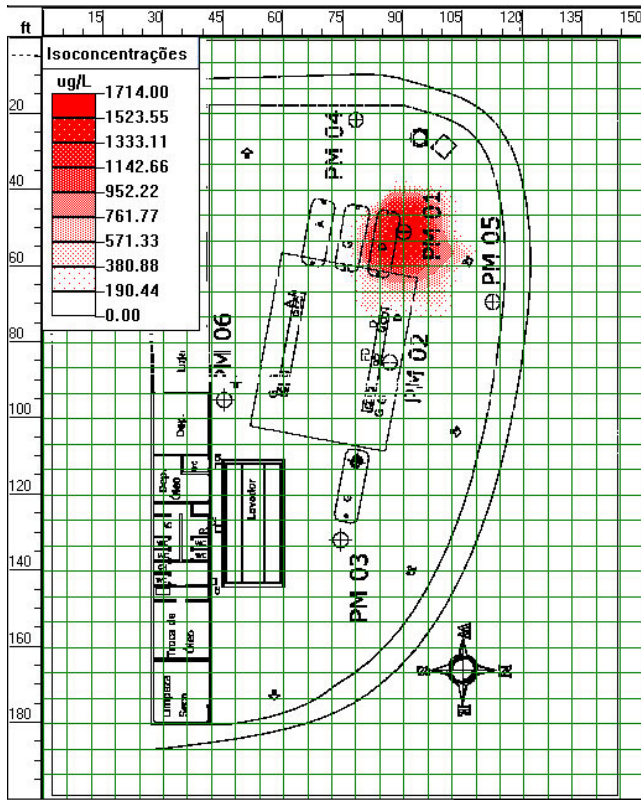 ft 15 30 45 60 75 90 105 120 135 150
Isoconcentrações
ug/L
1714.00
1523.55
1333.11
1142.66
952.22
761.77
571.33
380.88
190.44
0.00
20
40
60
80
100
120
140
160
180
PM 04
PM 01
PM 05
PM 02
PM 06
PM 03
A
G
D
Dep.
Dep.
Óleo
Lavador
Troca de
Óleo
Limpeza
Seco